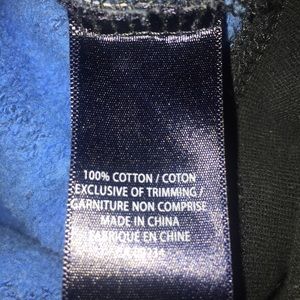 100% COTTON / COTON
EXCLUSIVE OF TRIMMING /
GARNITURE NON COMPRISE
MADE IN CHINA
FABRIQUE EN CHINE